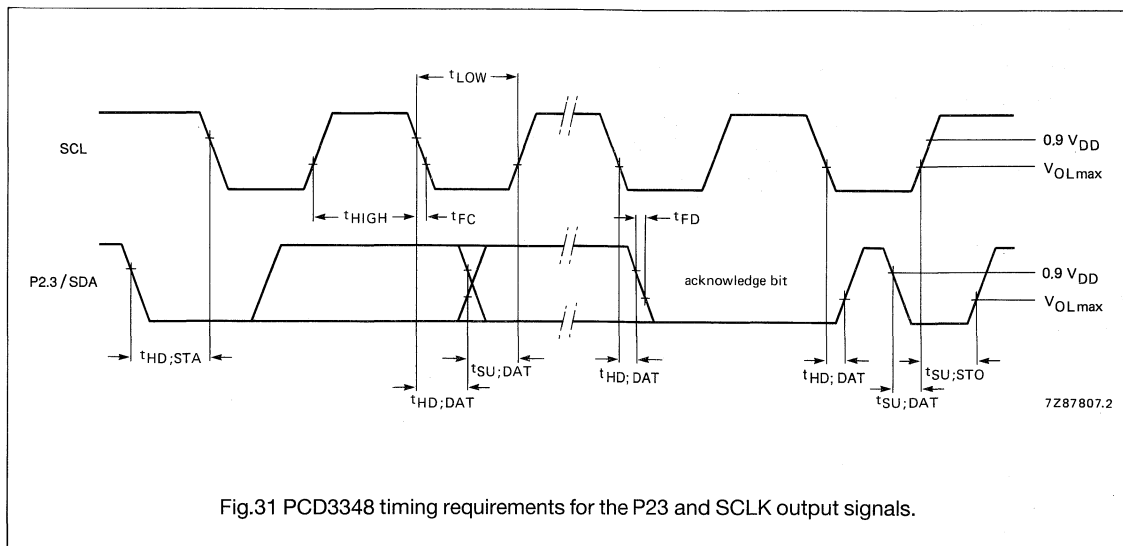 tLOW
SCL
0.9 VDD
VOLmax
tHIGH
tFC
tFD
P2.3/SDA
acknowledge bit
0.9 VDD
VOLmax
tHD;STA
tSU;DAT
tHD;DAT
tHD;DAT
tHD;DAT
tSU;STO
tSU;DAT
7Z87807.2
Fig.31 PCD3348 timing requirements for the P23 and SCLK output signals.